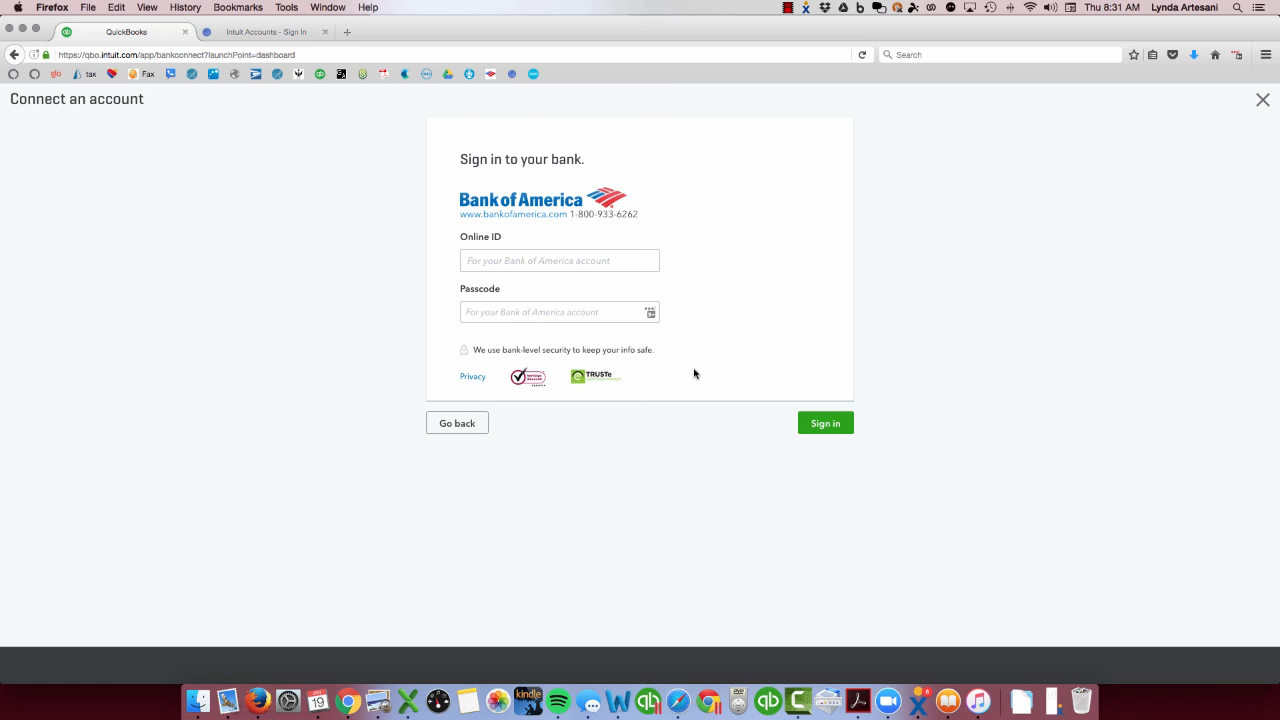 Firefox File Edit View History Bookmarks Tools Window Help Thu 8:31 AM Lynda Artesani
QuickBooks Intuit Accounts - Sign In
https://qbo.intuit.com/app/bankconnect?launchPoint=dashboard Search
glo tax Fax
Connect an account
Sign in to your bank.
Bank of America
www.bankofamerica.com 1-800-933-6262
Online ID
For your Bank of America account
Passcode
For your Bank of America account
We use bank-level security to keep your info safe.
Privacy TRUSTe
Go back Sign in
JAN
19 kindle 6